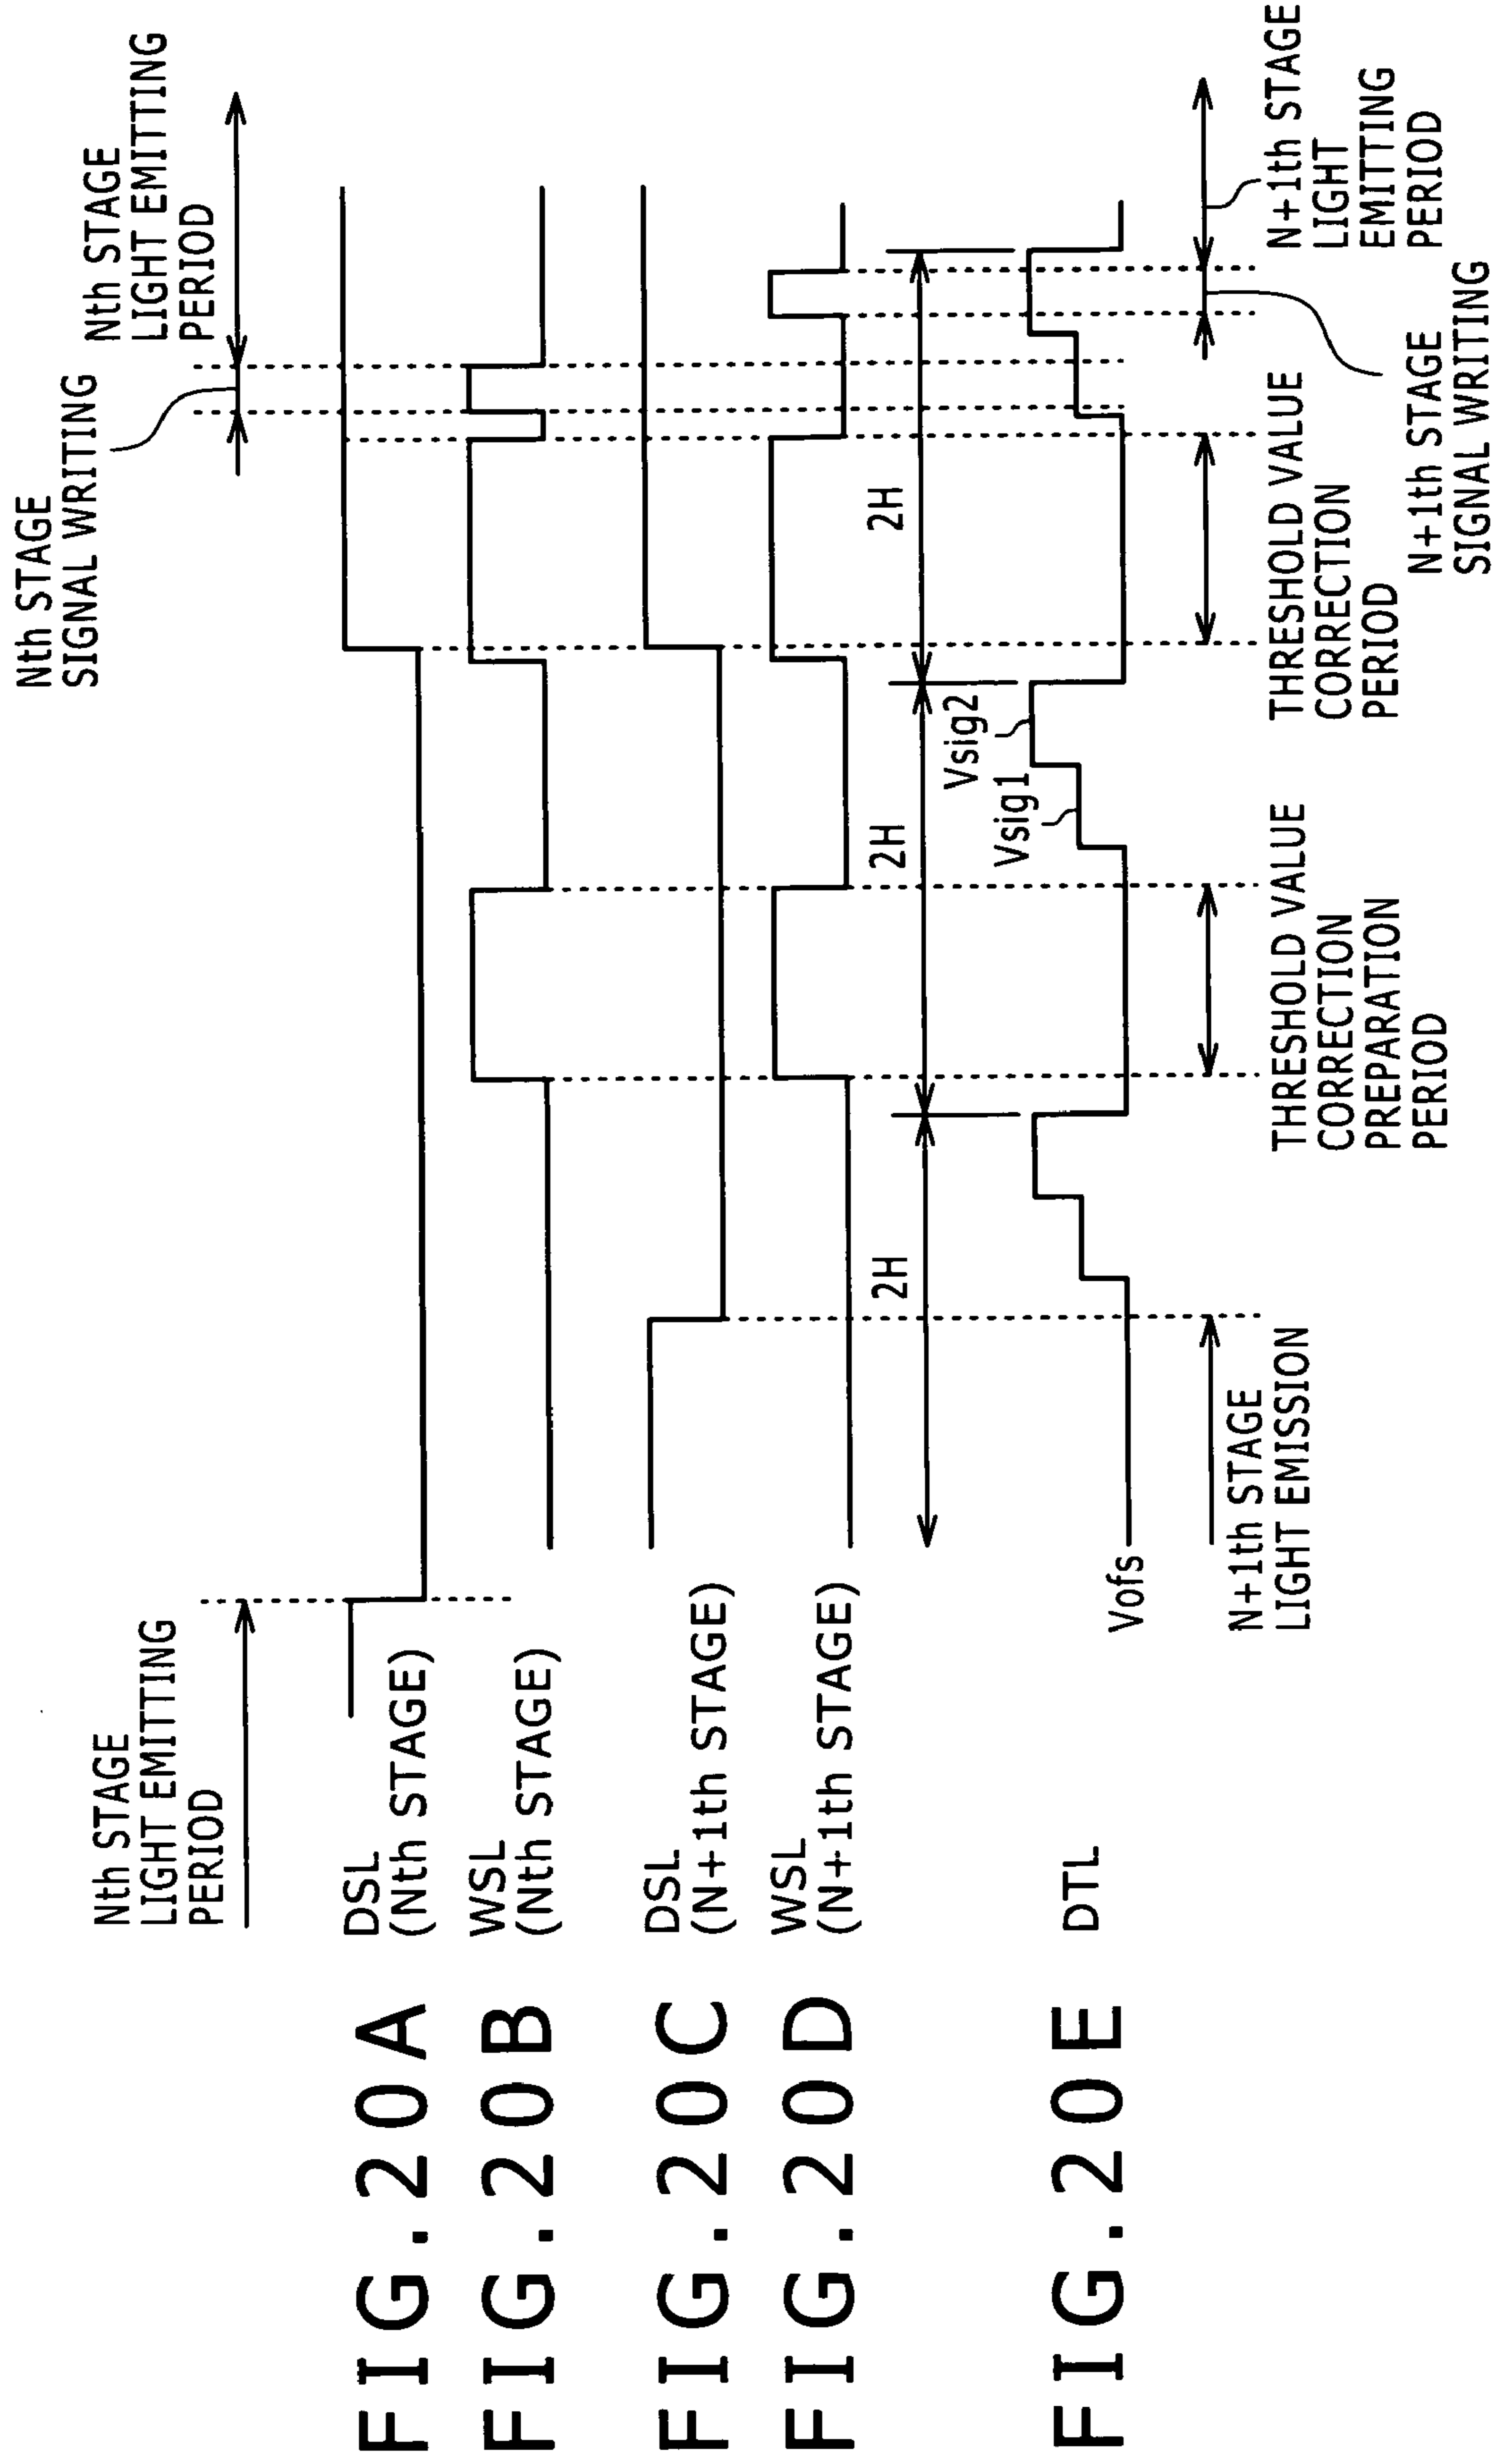 Nth STAGE
LIGHT EMITTING
PERIOD
Nth STAGE
SIGNAL WRITING
Nth STAGE
LIGHT EMITTING
PERIOD
FIG.20A
DSL
(Nth STAGE)
FIG.20B
WSL
(Nth STAGE)
FIG.20C
DSL
(N+1th STAGE)
FIG.20D
WSL
(N+1th STAGE)
2H
2H
2H
Vsig1
Vsig2
FIG.20E
DTL
Vofs
N+1th STAGE
LIGHT EMISSION
THRESHOLD VALUE
CORRECTION
PREPARATION
PERIOD
THRESHOLD VALUE
CORRECTION
PERIOD
N+1th STAGE
SIGNAL WRITING
N+1th STAGE
LIGHT
EMITTING
PERIOD